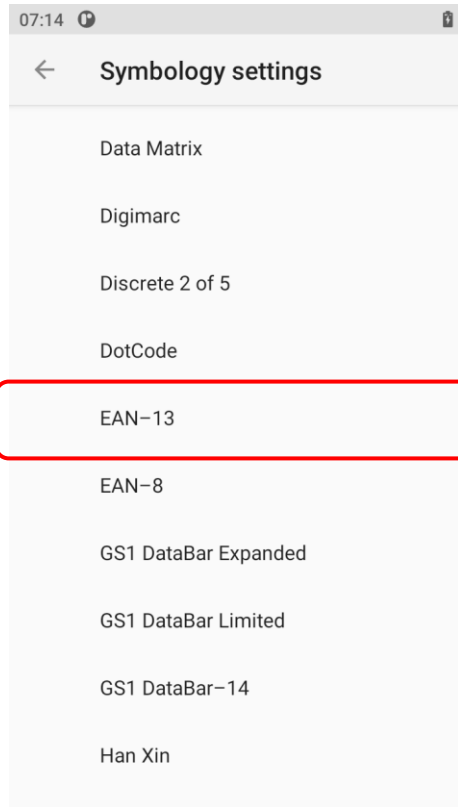 07:14
Symbology settings
Data Matrix
Digimarc
Discrete 2 of 5
DotCode
EAN–13
EAN–8
GS1 DataBar Expanded
GS1 DataBar Limited
GS1 DataBar–14
Han Xin